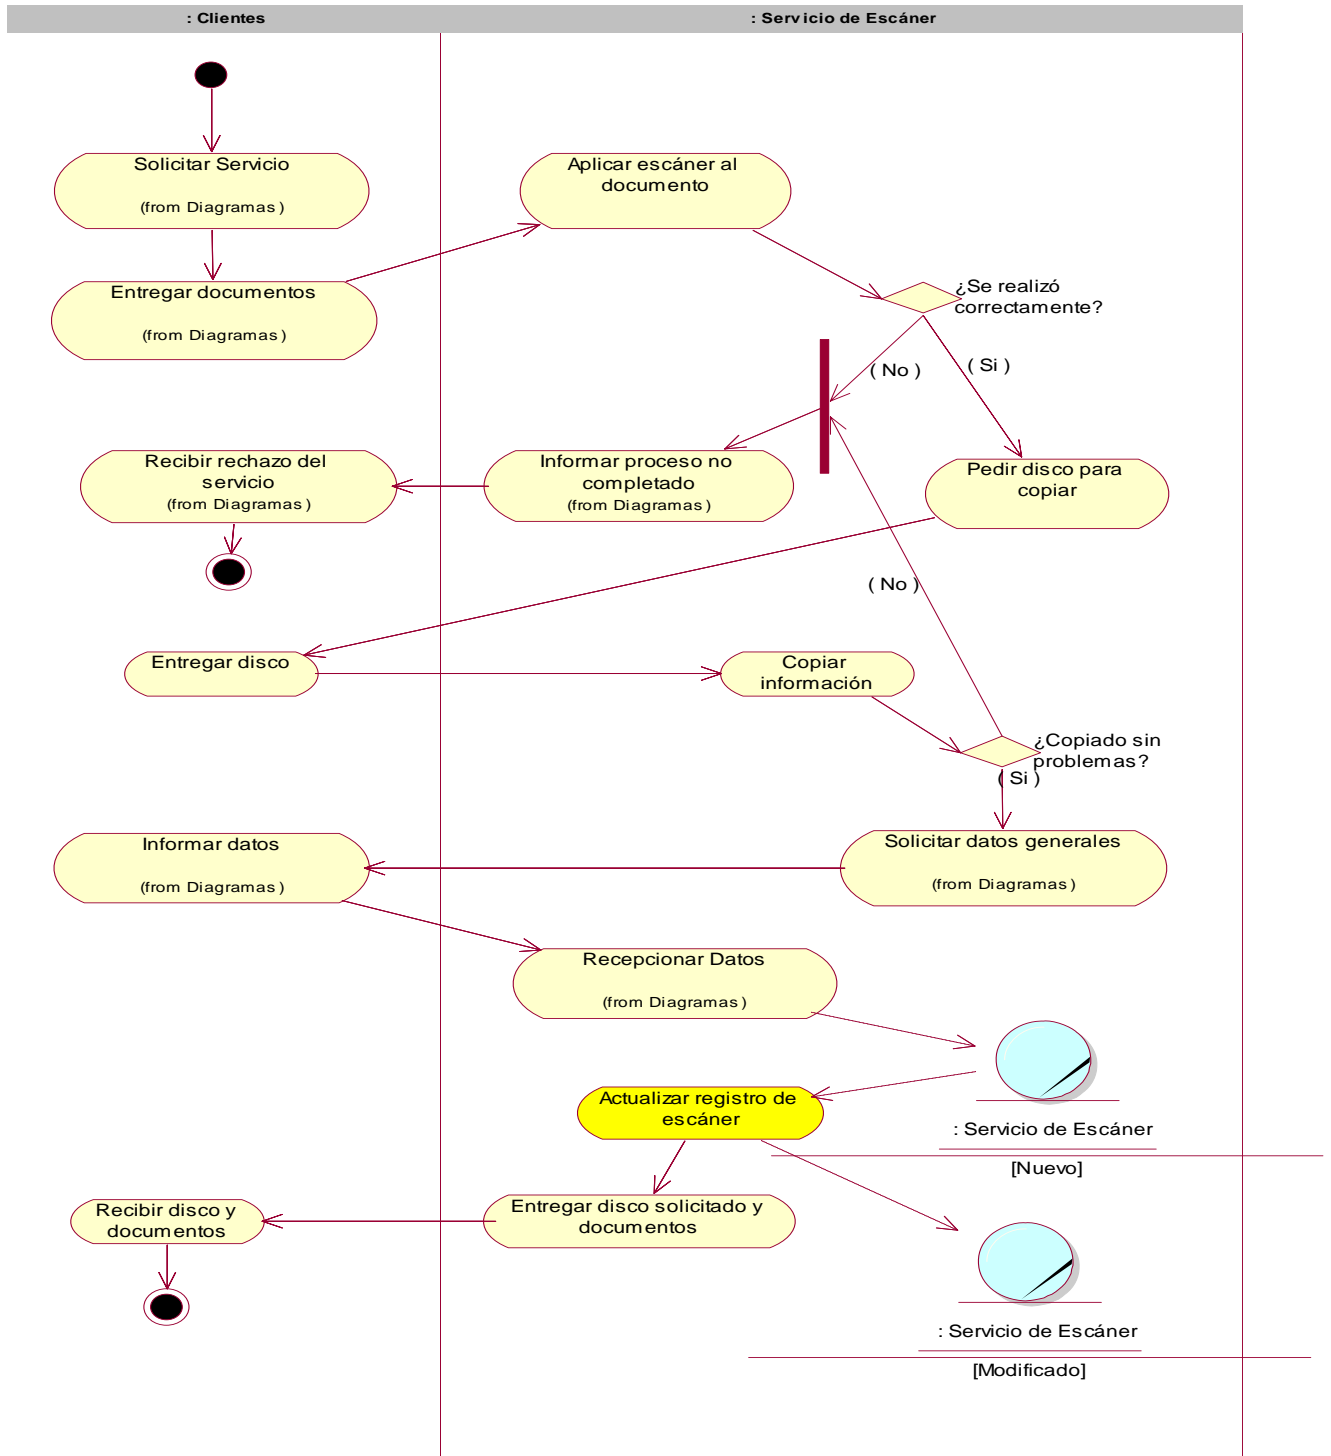 : Clientes
: Servicio de Escáner
Solicitar Servicio
(from Diagramas)
Aplicar escáner al
documento
Entregar documentos
(from Diagramas)
¿Se realizó
correctamente?
( No )
( Si )
Recibir rechazo del
servicio
(from Diagramas)
Informar proceso no
completado
(from Diagramas)
Pedir disco para
copiar
( No )
Entregar disco
Copiar
información
¿Copiado sin
problemas?
( Si )
Informar datos
(from Diagramas)
Solicitar datos generales
(from Diagramas)
Recepcionar Datos
(from Diagramas)
Actualizar registro de
escáner
: Servicio de Escáner
[Nuevo]
Recibir disco y
documentos
Entregar disco solicitado y
documentos
: Servicio de Escáner
[Modificado]